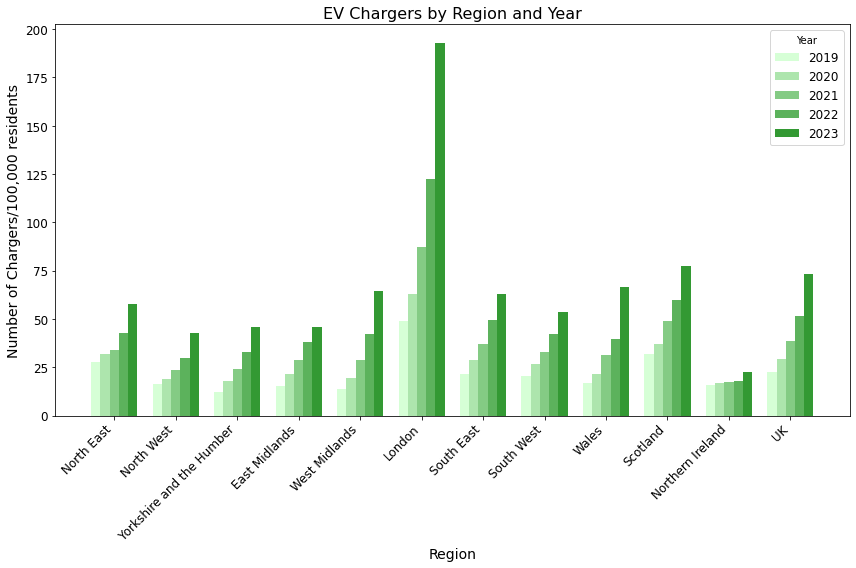 EV Chargers by Region and Year
Number of Chargers/100,000 residents
200
175
150
125
100
75
50
25
0
Year
2019
2020
2021
2022
2023
North East
North West
Yorkshire and the Humber
East Midlands
West Midlands
London
South East
South West
Wales
Scotland
Northern Ireland
UK
Region